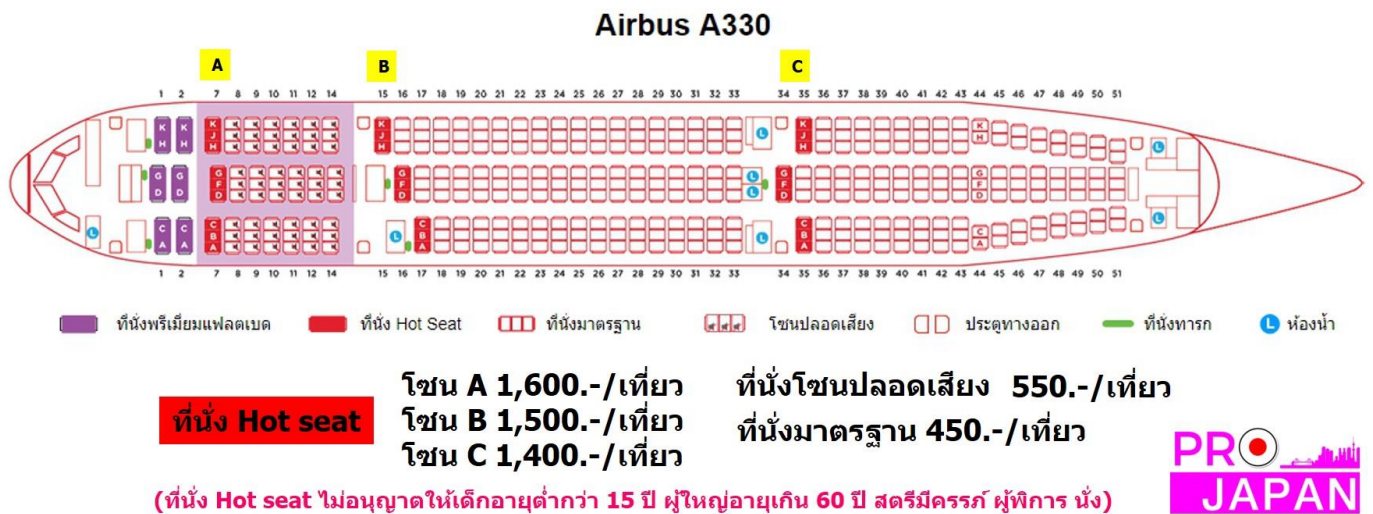 Airbus A330
A B C
1 2 7 8 9 10 11 12 14 15 16 17 18 19 20 21 22 23 24 25 26 27 28 29 30 31 32 33 34 35 36 37 38 39 40 41 42 43 44 45 46 47 48 49 50 51
K K K K K K
J J J
H H H H H H
L L
G G G G G G
D D F F F D D D D
L L L
C C C C C C
B B B
A A A A A A
L L L L
1 2 7 8 9 10 11 12 14 15 16 17 18 19 20 21 22 23 24 25 26 27 28 29 30 31 32 33 34 35 36 37 38 39 40 41 42 43 44 45 46 47 48 49 50 51
ที่นั่งพรีเมี่ยมแฟลตเบด ที่นั่ง Hot Seat ที่นั่งมาตรฐาน โซนปลอดเสียง ประตูทางออก ที่นั่งทารก L ห้องน้ำ
โซน A 1,600.-/เที่ยว ที่นั่งโซนปลอดเสียง 550.-/เที่ยว
ที่นั่ง Hot seat โซน B 1,500.-/เที่ยว ที่นั่งมาตรฐาน 450.-/เที่ยว
โซน C 1,400.-/เที่ยว
(ที่นั่ง Hot seat ไม่อนุญาตให้เด็กอายุต่ำกว่า 15 ปี ผู้ใหญ่อายุเกิน 60 ปี สตรีมีครรภ์ ผู้พิการ นั่ง)
PRO
JAPAN